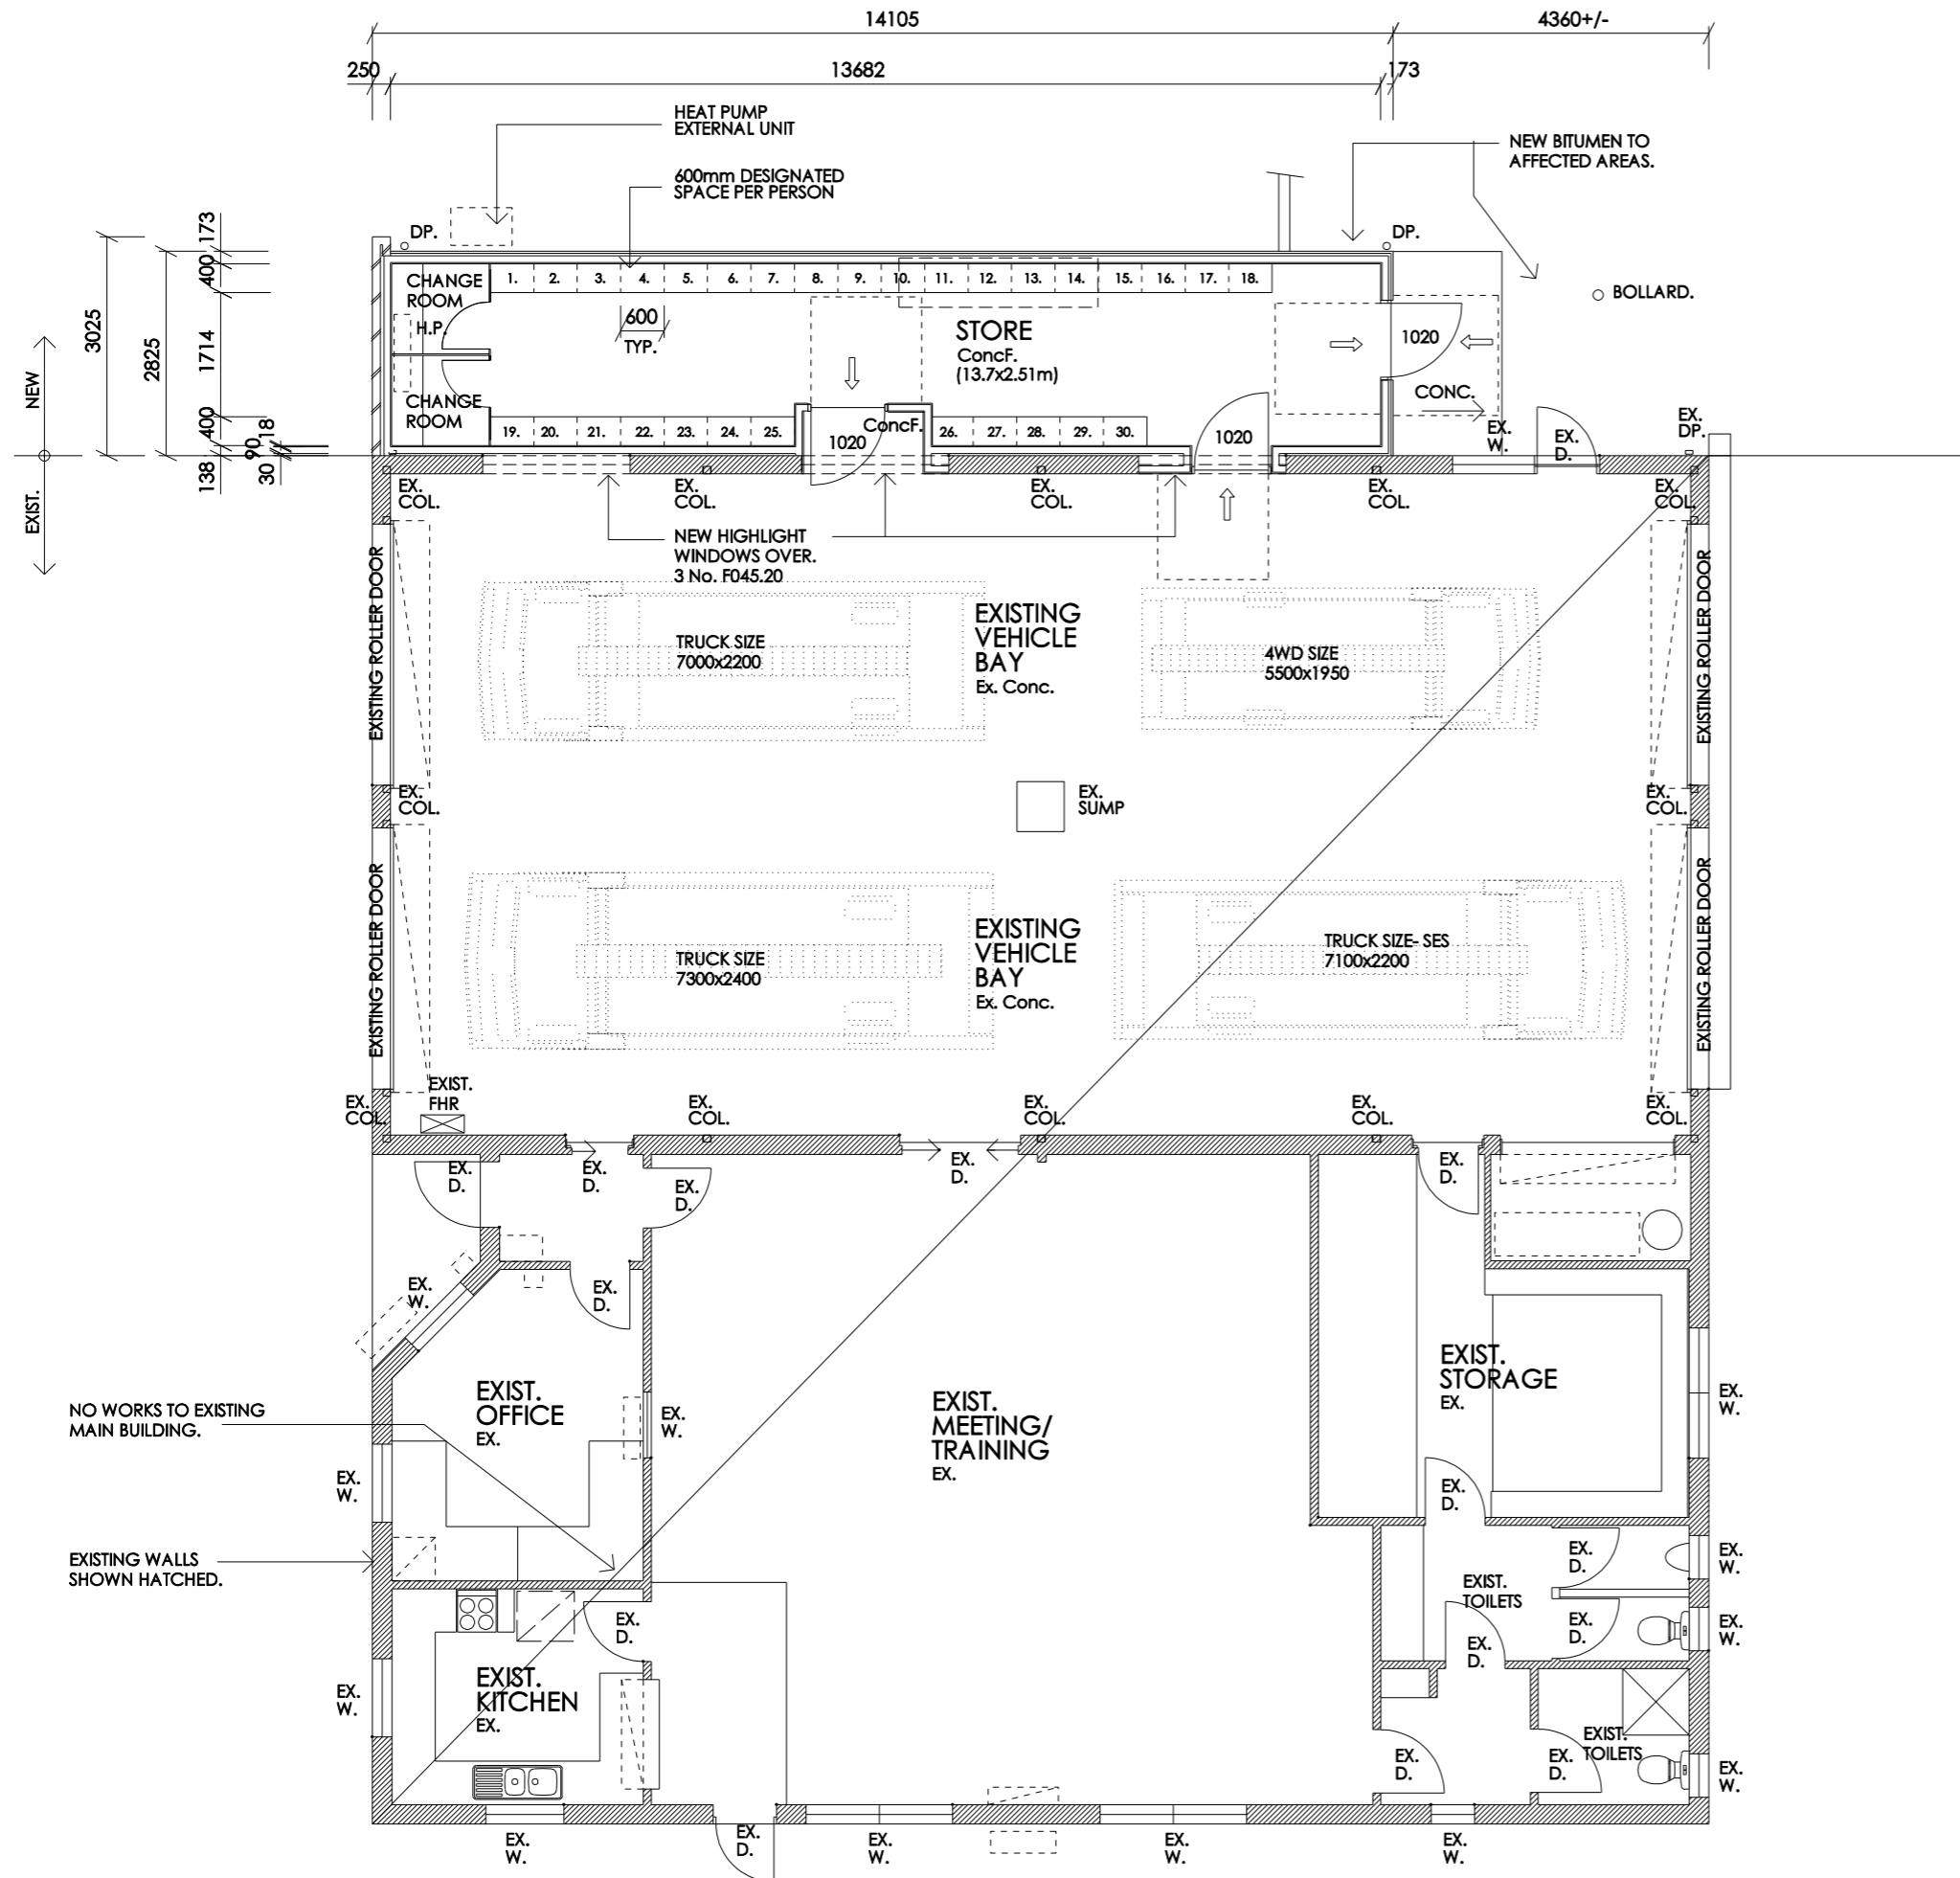 14105
4360+/-
250
13682
173
HEAT PUMP
EXTERNAL UNIT
NEW BITUMEN TO
AFFECTED AREAS.
600mm DESIGNATED
SPACE PER PERSON
173
400
1714
400
18
90
138
30
3025
2825
NEW
EXIST.
DP.
DP.
CHANGE
ROOM
1.
2.
3.
4.
5.
6.
7.
8.
9.
10.
11.
12.
13.
14.
15.
16.
17.
18.
BOLLARD.
H.P.
600
TYP.
STORE
ConcF.
(13.7x2.51m)
1020
CONC.
CHANGE
ROOM
19.
20.
21.
22.
23.
24.
25.
1020
ConcF.
26.
27.
28.
29.
30.
1020
EX.
W.
EX.
D.
EX.
DP.
EX.
COL.
EX.
COL.
EX.
COL.
EX.
COL.
EX.
COL.
NEW HIGHLIGHT
WINDOWS OVER.
3 No. F045.20
EXISTING ROLLER DOOR
EXISTING ROLLER DOOR
TRUCK SIZE
7000x2200
EXISTING
VEHICLE
BAY
Ex. Conc.
4WD SIZE
5500x1950
EX.
COL.
EX.
SUMP
EX.
COL.
EXISTING ROLLER DOOR
EXISTING ROLLER DOOR
TRUCK SIZE
7300x2400
EXISTING
VEHICLE
BAY
Ex. Conc.
TRUCK SIZE- SES
7100x2200
EXIST.
FHR
EX.
COL.
EX.
COL.
EX.
COL.
EX.
COL.
EX.
COL.
EX.
D.
EX.
D.
EX.
D.
EX.
D.
EX.
D.
EX.
W.
EX.
D.
EXIST.
OFFICE
EX.
EX.
W.
EXIST.
MEETING/
TRAINING
EX.
EXIST.
STORAGE
EX.
EX.
W.
NO WORKS TO EXISTING
MAIN BUILDING.
EX.
W.
EX.
D.
EXISTING WALLS
SHOWN HATCHED.
EX.
D.
EX.
W.
EXIST.
TOILETS
EX.
D.
EX.
D.
EX.
W.
EX.
D.
EXIST.
KITCHEN
EX.
EX.
W.
EX.
D.
EX.
D.
EXIST.
TOILETS
EX.
W.
EX.
W.
EX.
D.
EX.
W.
EX.
W.
EX.
W.